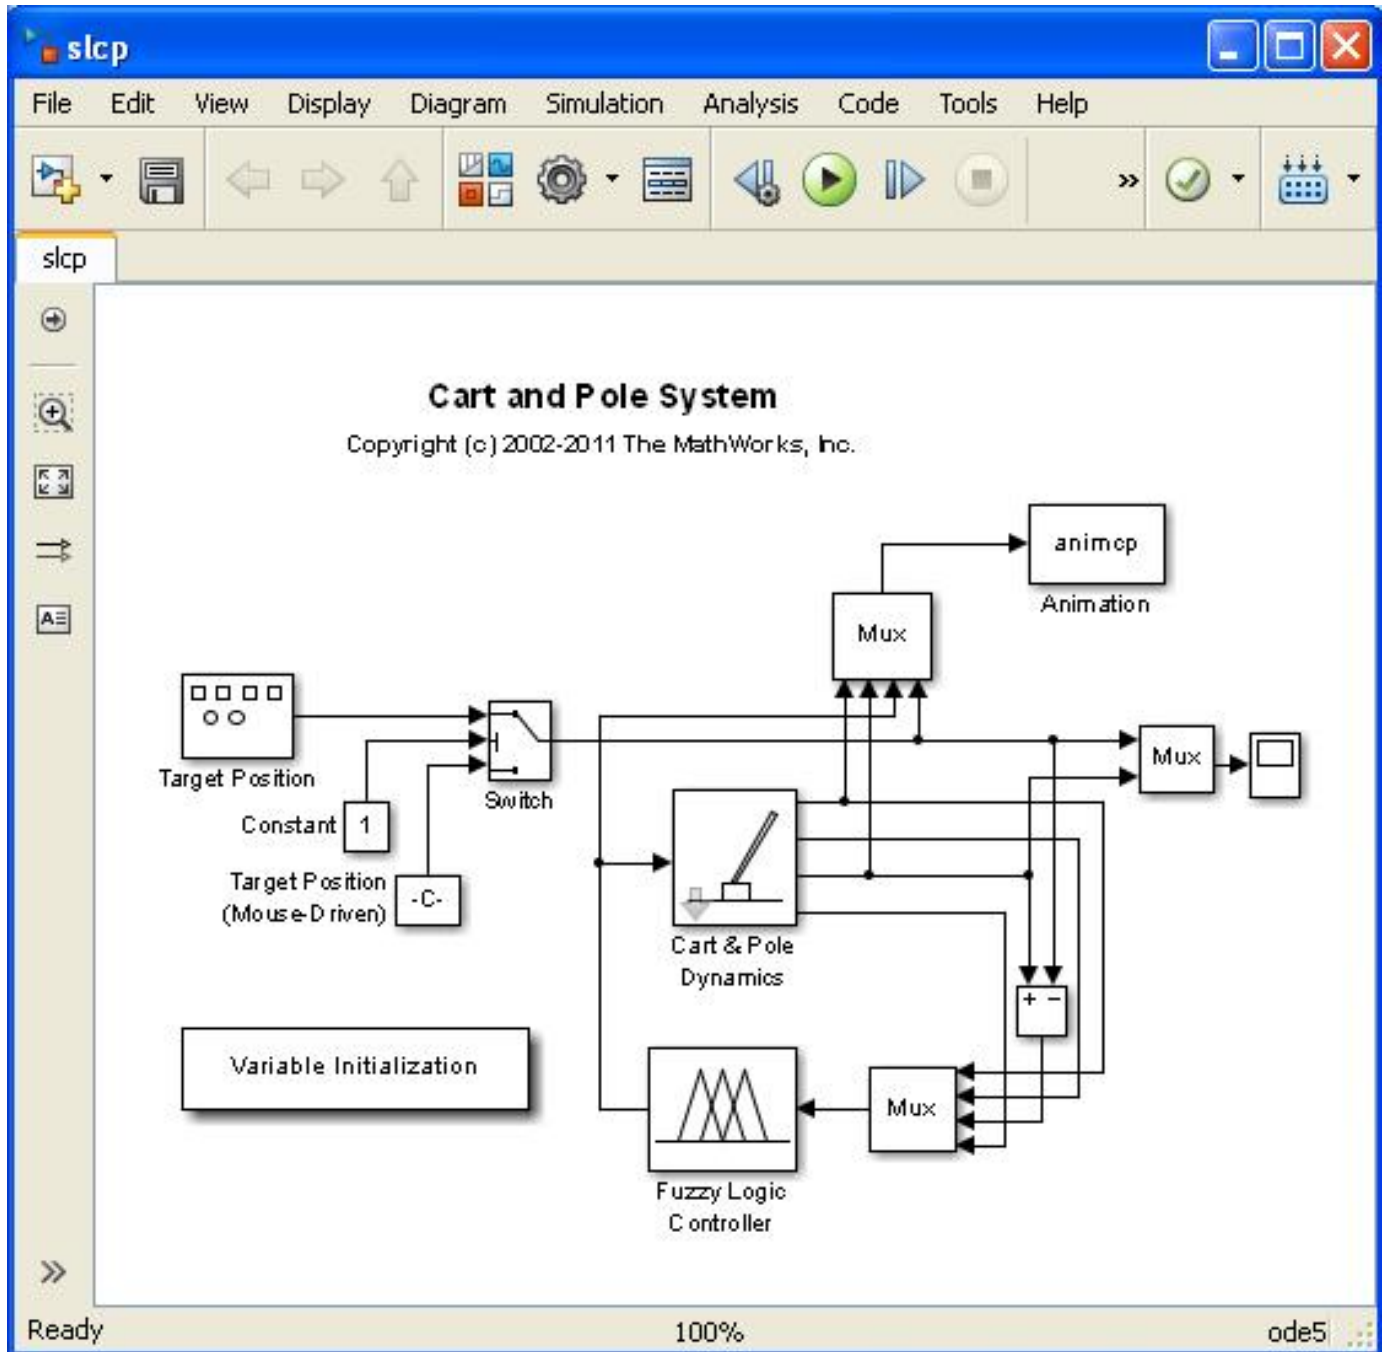 slcp
File Edit View Display Diagram Simulation Analysis Code Tools Help
slcp
Cart and Pole System
Copyright (c) 2002-2011 The MathWorks, Inc.
animcp
Animation
Mux
Target Position
Switch
Mux
Constant 1
Target Position
(Mouse-Driven)
-C-
Cart & Pole
Dynamics
+ −
Variable Initialization
Mux
Fuzzy Logic
Controller
Ready 100% ode5